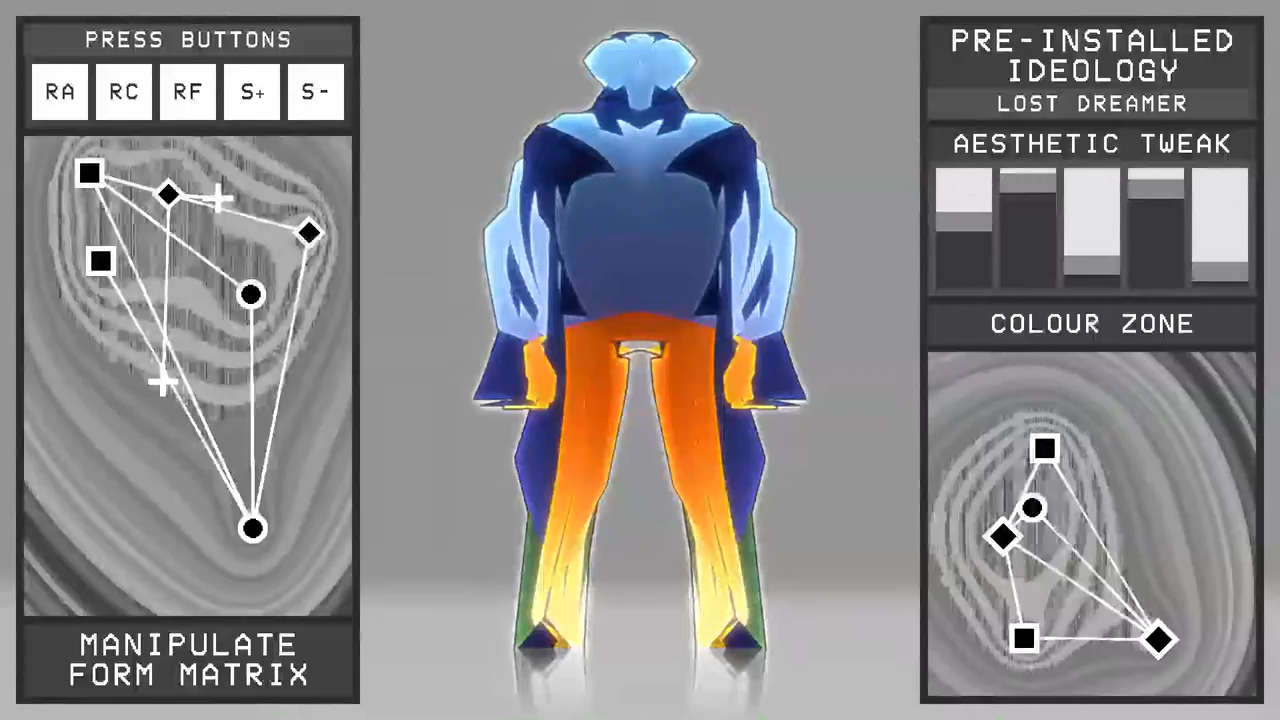 PRESS BUTTONS
RA RC RF S+ S-
MANIPULATE
FORM MATRIX
PRE-INSTALLED
IDEOLOGY
LOST DREAMER
AESTHETIC TWEAK
COLOUR ZONE